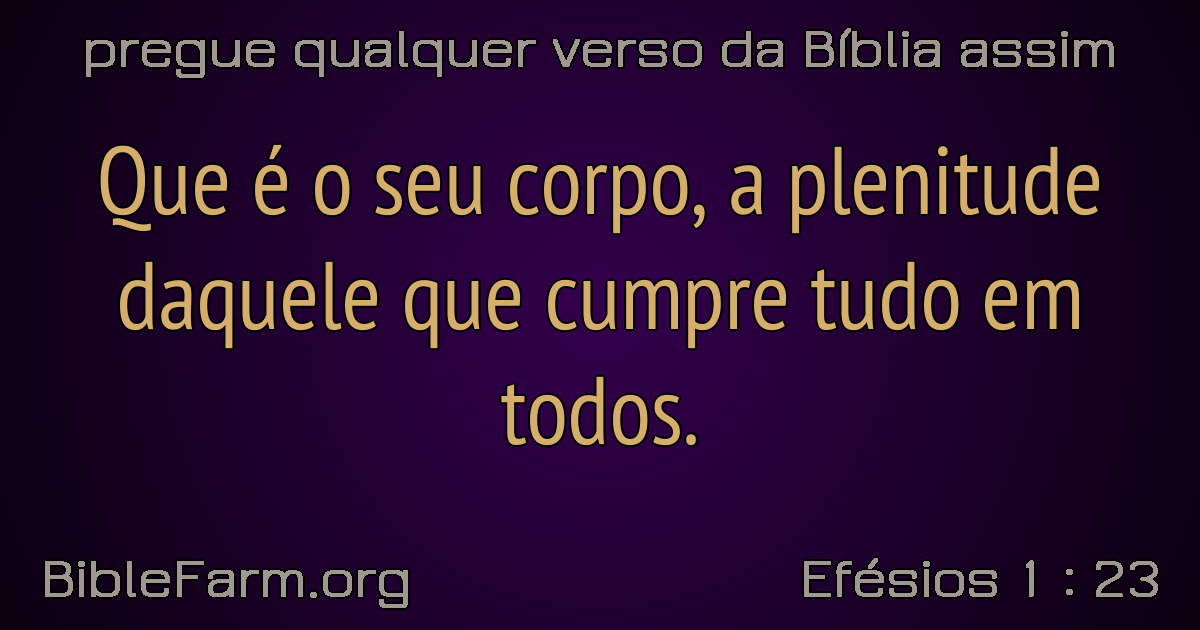 pregue qualquer verso da Bíblia assim
Que é o seu corpo, a plenitude
daquele que cumpre tudo em
todos.
BibleFarm.org
Efésios 1 : 23